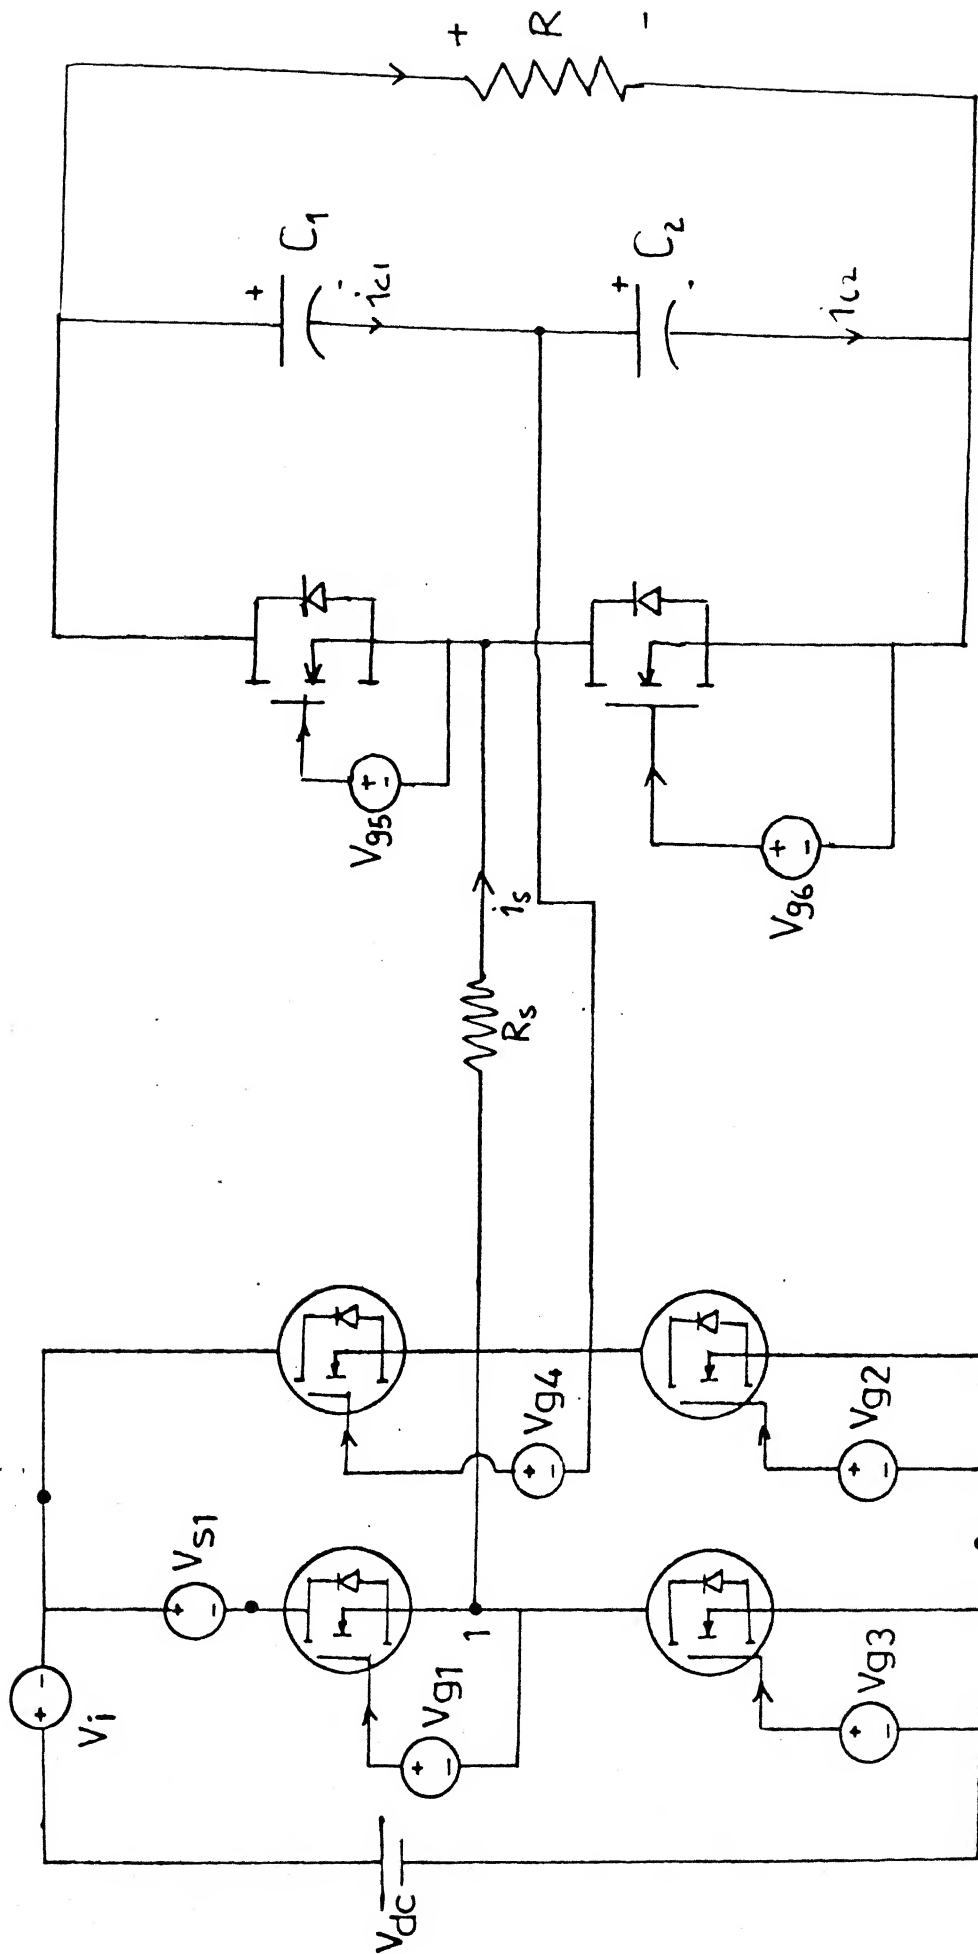 Vdc
+ -
Vi
+
-
Vs1
+
-
Vg1
1
+
-
Vg3
+
-
Vg4
+
-
Vg2
Rs
is
+
-
Vg5
+
-
Vg6
+
C1
-
ic1
+
C2
-
ic2
+
R
-